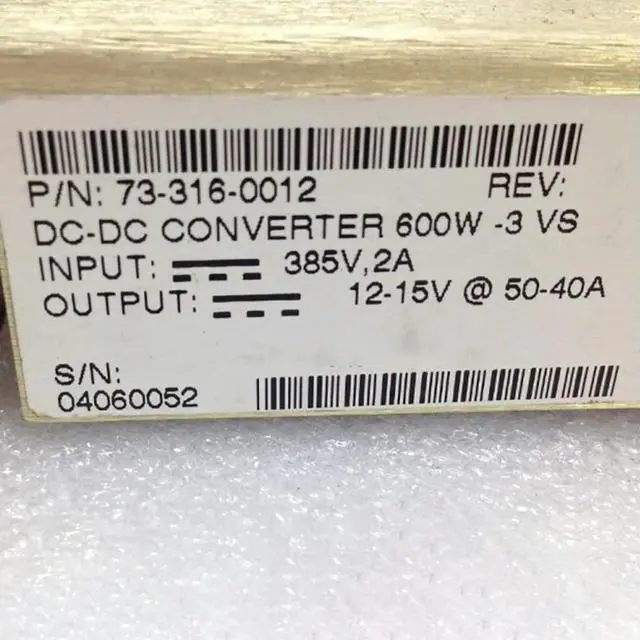 P/N: 73-316-0012 REV:
DC-DC CONVERTER 600W -3 VS
INPUT: 385V,2A
OUTPUT: 12-15V @ 50-40A
S/N:
04060052